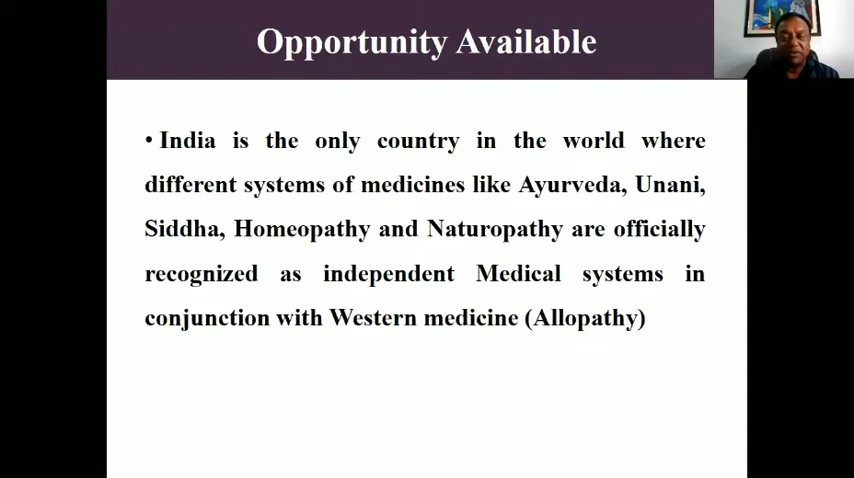 Opportunity Available
• India is the only country in the world where
different systems of medicines like Ayurveda, Unani,
Siddha, Homeopathy and Naturopathy are officially
recognized as independent Medical systems in
conjunction with Western medicine (Allopathy)